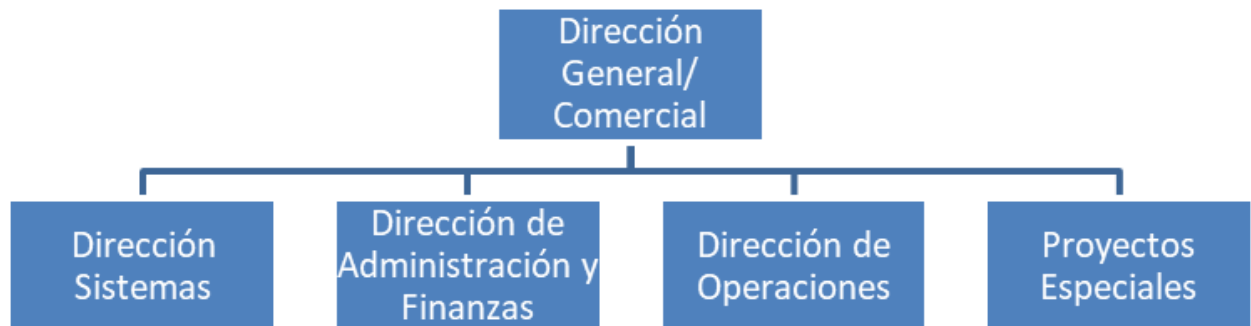 Dirección
General/
Comercial
Dirección
Sistemas
Dirección de
Administración y
Finanzas
Dirección de
Operaciones
Proyectos
Especiales